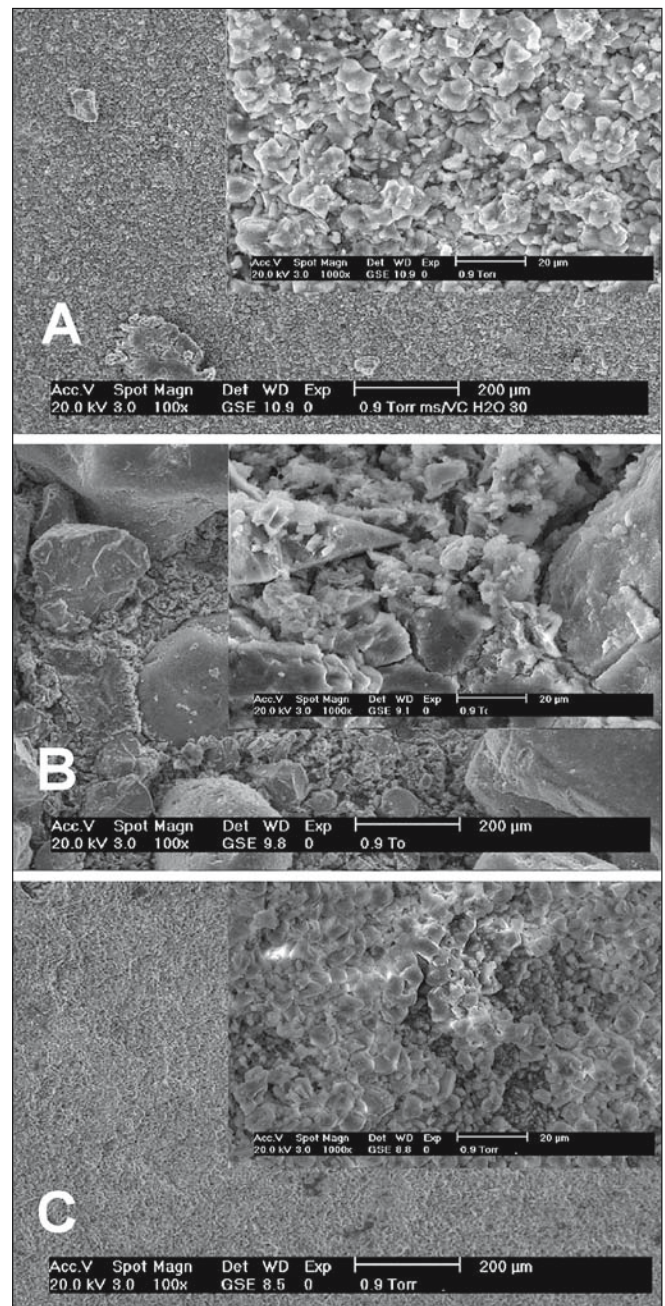 Acc.V Spot Magn Det WD Exp 20 µm
20.0 kV 3.0 1000x GSE 10.9 0 0.9 Torr
A
Acc.V Spot Magn Det WD Exp 200 µm
20.0 kV 3.0 100x GSE 10.9 0 0.9 Torr ms/VC H2O 30
Acc.V Spot Magn Det WD Exp 20 µm
20.0 kV 3.0 1000x GSE 9.1 0 0.9 To
B
Acc.V Spot Magn Det WD Exp 200 µm
20.0 kV 3.0 100x GSE 9.8 0 0.9 To
Acc.V Spot Magn Det WD Exp 20 µm
20.0 kV 3.0 1000x GSE 8.8 0 0.9 Torr
C
Acc.V Spot Magn Det WD Exp 200 µm
20.0 kV 3.0 100x GSE 8.5 0 0.9 Torr